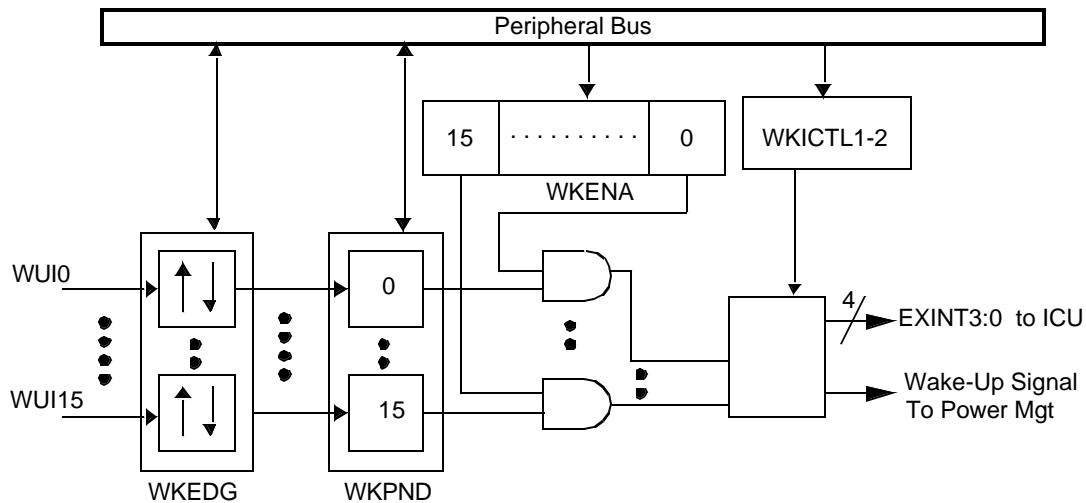 Peripheral Bus
15 .......... 0
WKICTL1-2
WKENA
WUI0
0
4
EXINT3:0 to ICU
WUI15
15
Wake-Up Signal
To Power Mgt
WKEDG
WKPND